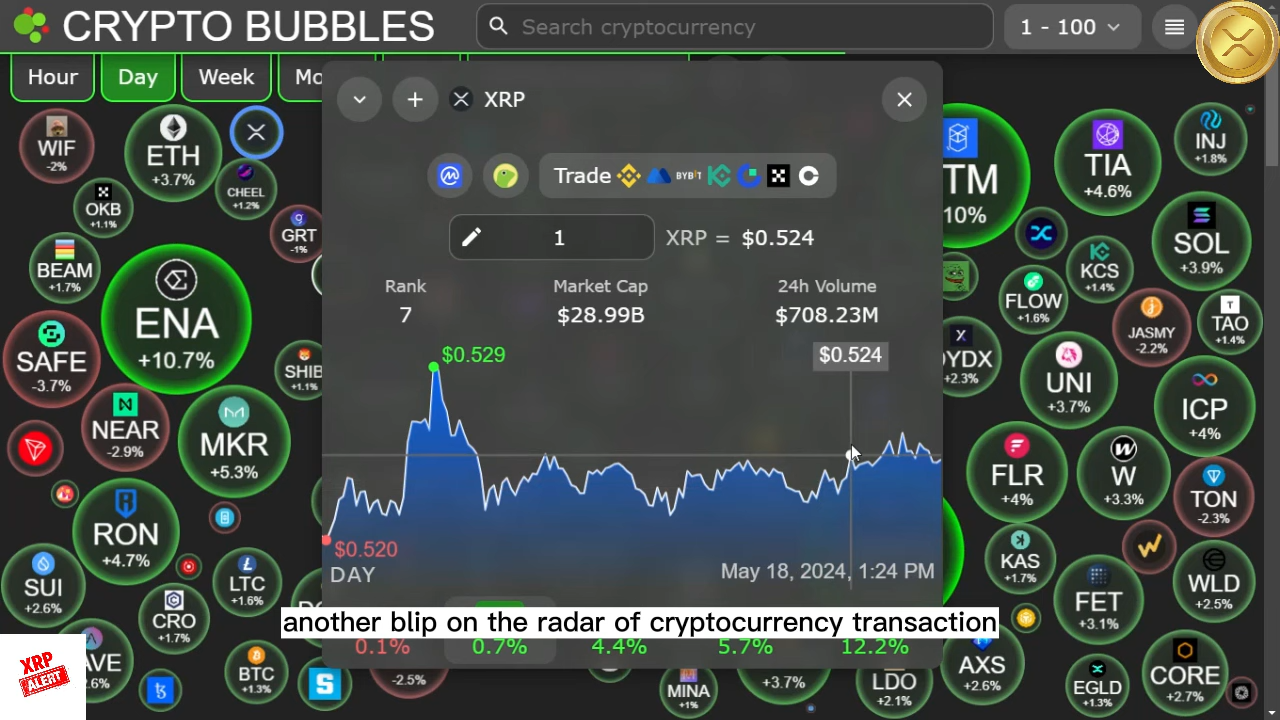 CRYPTO BUBBLES
Search cryptocurrency
1 - 100
Hour
Day
Week
XRP
Trade
BYBIT
1
XRP = $0.524
Rank
7
Market Cap
$28.99B
24h Volume
$708.23M
$0.529
$0.524
$0.520
DAY
May 18, 2024, 1:24 PM
another blip on the radar of cryptocurrency transaction
0.1%
0.7%
4.4%
5.7%
12.2%
WIF
-2%
ETH
+3.7%
CHEEL
+1.2%
OKB
+1.1%
GRT
-1%
BEAM
+1.7%
ENA
+10.7%
SAFE
-3.7%
SHIB
+1.1%
NEAR
-2.9%
MKR
+5.3%
RON
+4.7%
SUI
+2.6%
LTC
+1.6%
CRO
+1.7%
BTC
+1.3%
-2.5%
XRP
ALERT
TM
10%
TIA
+4.6%
INJ
+1.8%
SOL
+3.9%
KCS
+1.4%
FLOW
+1.6%
JASMY
-2.2%
TAO
+1.4%
+2.3%
UNI
+3.7%
ICP
+4%
FLR
+4%
W
+3.3%
TON
-2.3%
KAS
+1.7%
WLD
+2.5%
FET
+3.1%
AXS
+2.6%
EGLD
+1.3%
CORE
+2.7%
MINA
+1%
+3.7%
LDO
+2.1%